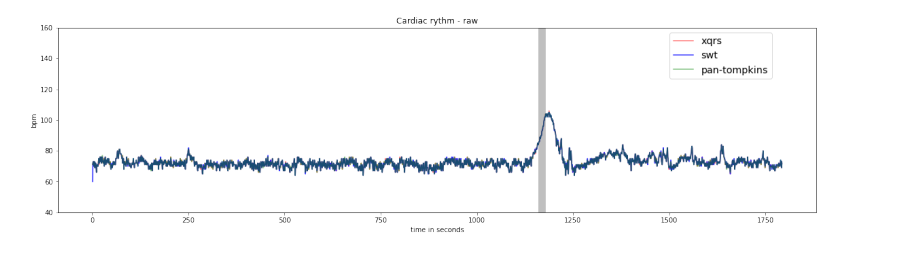 Cardiac rythm - raw
160
140
120
100
80
60
40
bpm
0 250 500 750 1000 1250 1500 1750
time in seconds
xqrs
swt
pan-tompkins